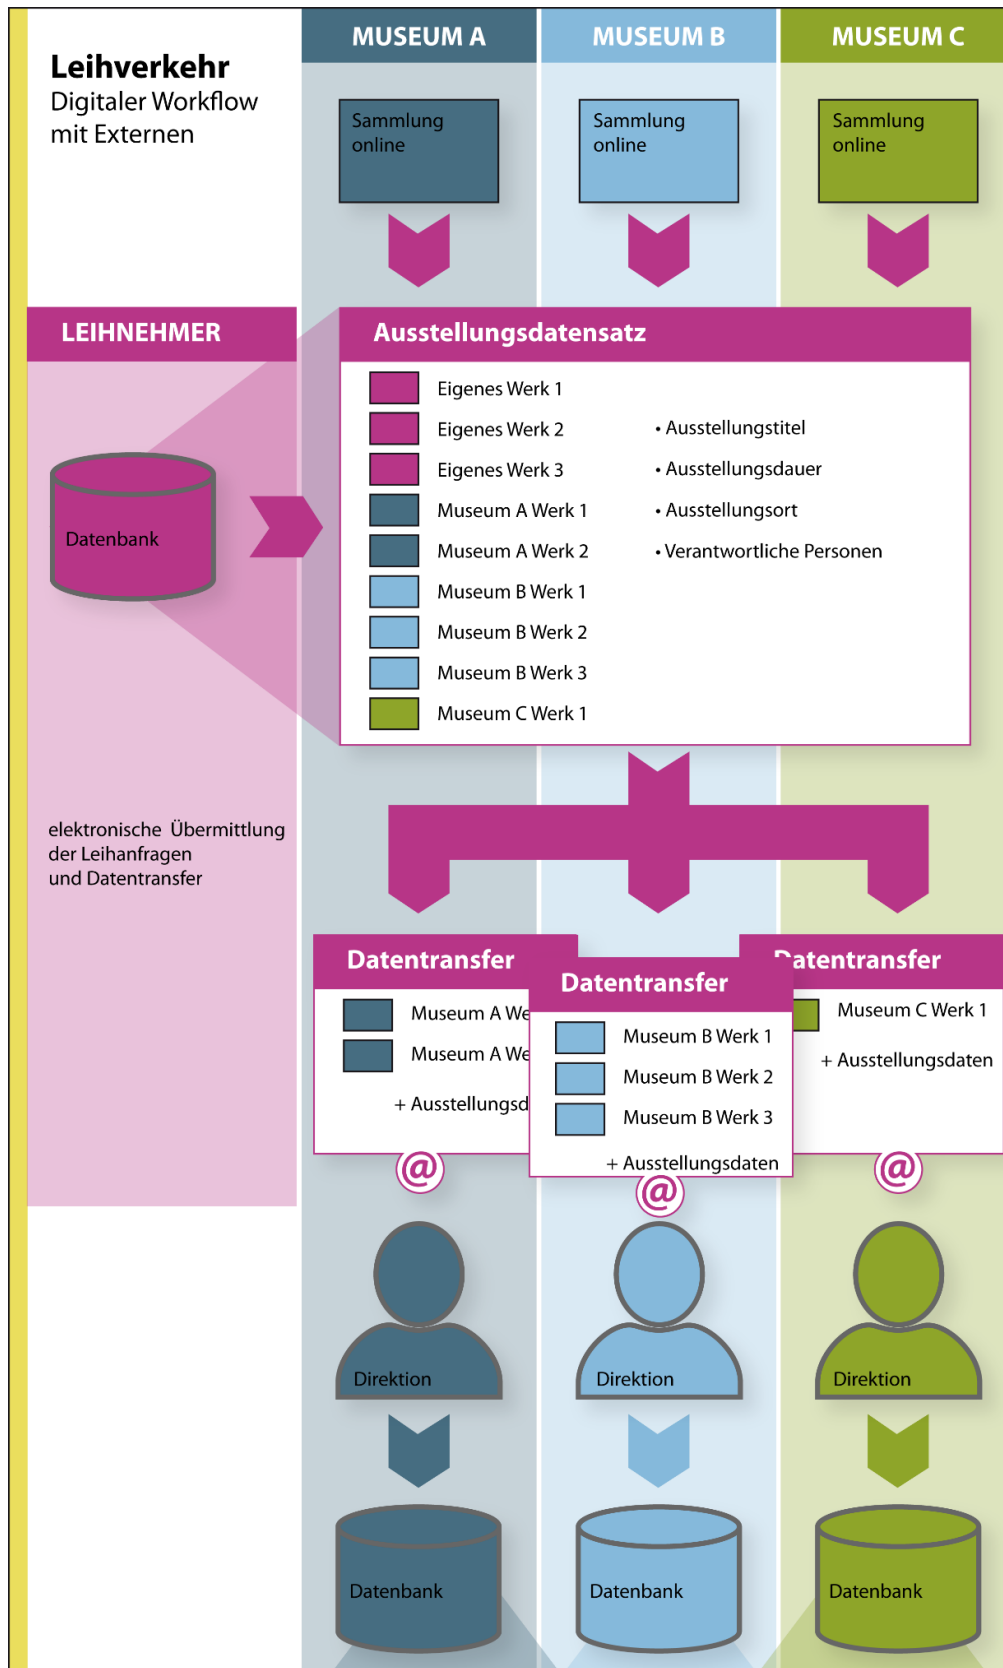 Leihverkehr
Digitaler Workflow
mit Externen
MUSEUM A
MUSEUM B
MUSEUM C
Sammlung
online
Sammlung
online
Sammlung
online
LEIHNEHMER
Datenbank
Ausstellungsdatensatz
Eigenes Werk 1
Eigenes Werk 2
Eigenes Werk 3
Museum A Werk 1
Museum A Werk 2
Museum B Werk 1
Museum B Werk 2
Museum B Werk 3
Museum C Werk 1
• Ausstellungstitel
• Ausstellungsdauer
• Ausstellungsort
• Verantwortliche Personen
elektronische Übermittlung
der Leihanfragen
und Datentransfer
Datentransfer
Museum A
Museum A
+
@
Datentransfer
Museum B Werk 1
Museum B Werk 2
Museum B Werk 3
+ Ausstellungsdaten
@
Datentransfer
Museum C Werk 1
+ Ausstellungsdaten
@
Direktion
Direktion
Direktion
Datenbank
Datenbank
Datenbank